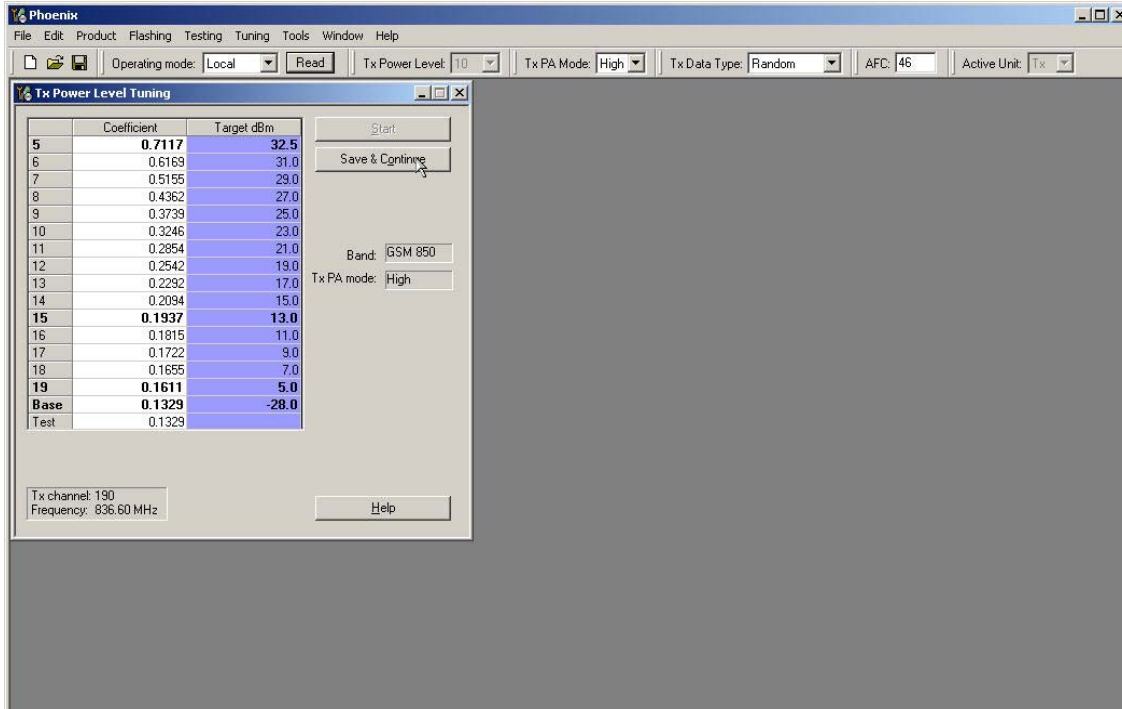 Phoenix
File Edit Product Flashing Testing Tuning Tools Window Help
Operating mode: Local Read Tx Power Level: 10 Tx PA Mode: High Tx Data Type: Random AFC: 46 Active Unit: Tx
Tx Power Level Tuning
Coefficient Target dBm
5 0.7117 32.5
6 0.6169 31.0
7 0.5155 29.0
8 0.4362 27.0
9 0.3739 25.0
10 0.3246 23.0
11 0.2854 21.0
12 0.2542 19.0
13 0.2292 17.0
14 0.2094 15.0
15 0.1937 13.0
16 0.1815 11.0
17 0.1722 9.0
18 0.1655 7.0
19 0.1611 5.0
Base 0.1329 -28.0
Test 0.1329
Start
Save & Continue
Band: GSM 850
Tx PA mode: High
Tx channel: 190
Frequency: 836.60 MHz
Help